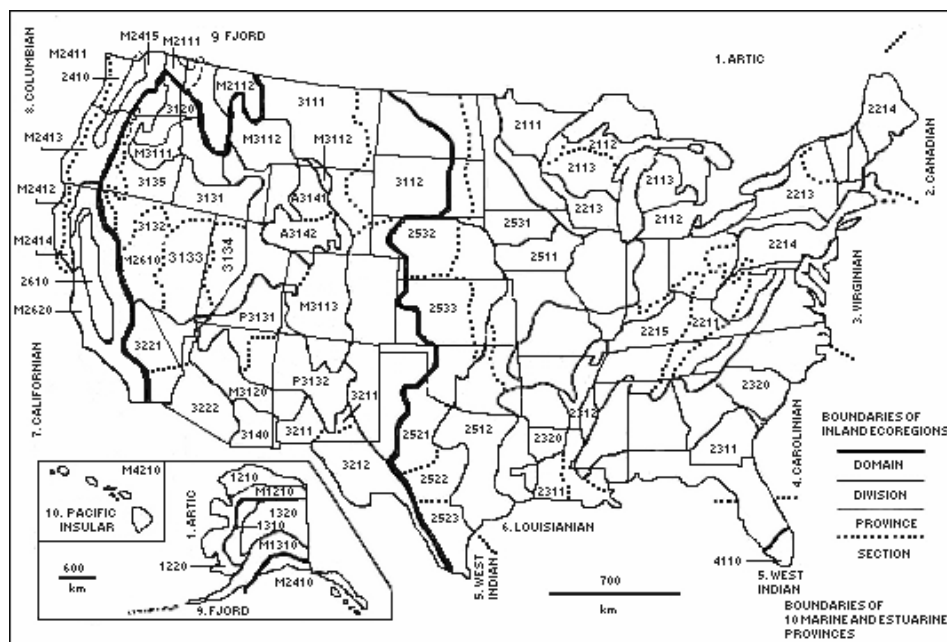 M2415
M2411
M2111
9 FJORD
2410
8. COLUMBIAN
1. ARTIC
M2112
3111
3120
2214
2111
2112
M2413
M3111
M3112
M3112
2113
2113
2. CANADIAN
3135
3131
A3141
3112
2213
2112
2213
M2412
A3142
2532
2531
2214
M2414
3132
3133
3134
M2610
2511
2610
M3113
2533
M2620
P3131
2215
2211
3. VIRGINIAN
3221
M3120
P3132
3211
2320
7. CALIFORNIAN
3222
3140
3211
2521
2512
2312
2320
2311
3212
2522
2311
2523
4. CAROLINIAN
BOUNDARIES OF
INLAND ECOREGIONS
DOMAIN
DIVISION
PROVINCE
SECTION
6. LOUISIANIAN
5. WEST
INDIAN
4110
5. WEST
INDIAN
M4210
10. PACIFIC
INSULAR
1210
M1210
1. ARTIC
1320
1310
M1310
1220
M2410
9. FJORD
600
km
700
km
BOUNDARIES OF
10 MARINE AND ESTUARINE
PROVINCES